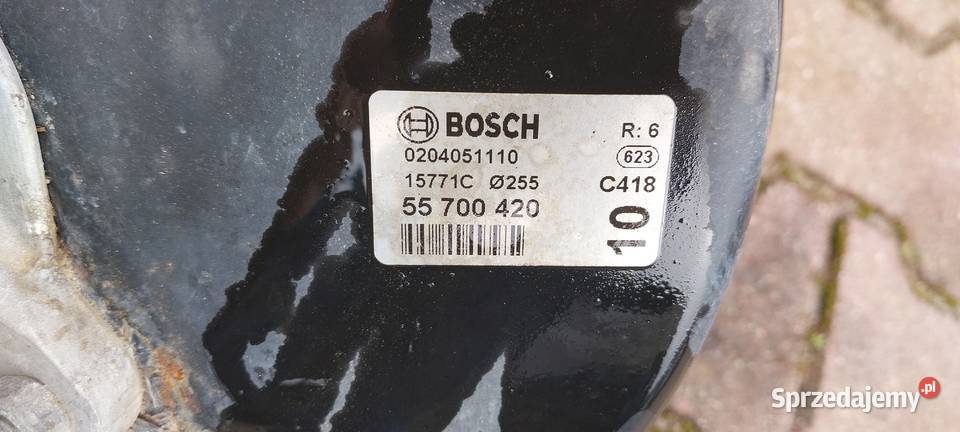 BOSCH R: 6
0204051110 623
15771C Ø255 C418
55 700 420
10
Sprzedajemy.pl